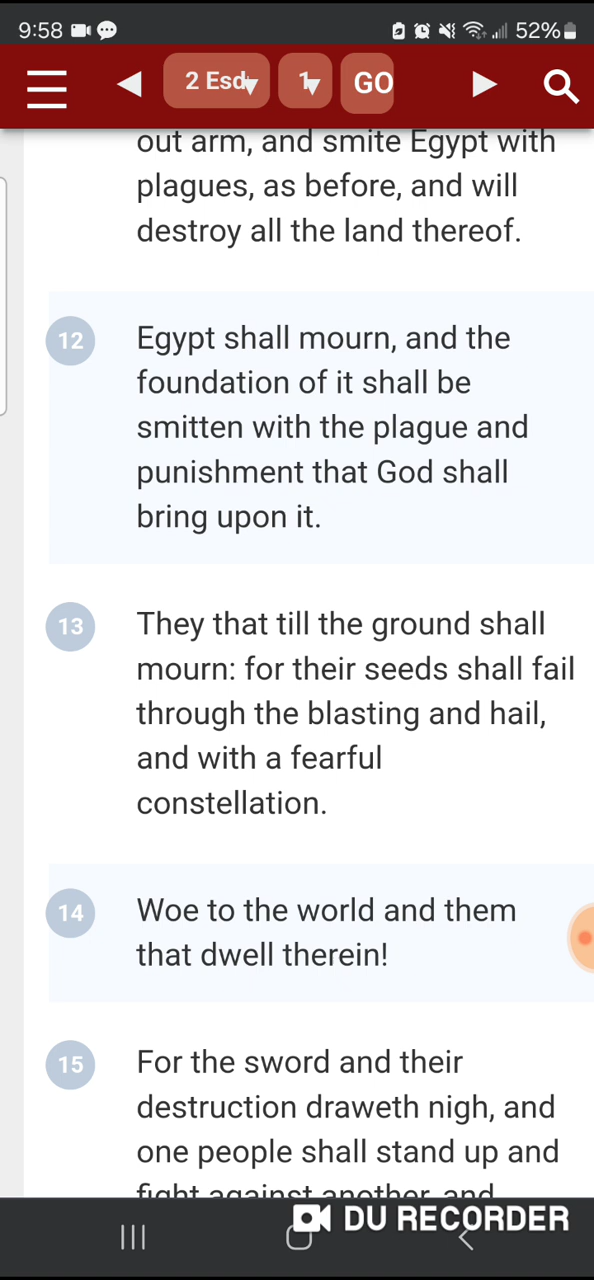 9:58 52%
2 Esd 1 GO
out arm, and smite Egypt with
plagues, as before, and will
destroy all the land thereof.
12 Egypt shall mourn, and the
foundation of it shall be
smitten with the plague and
punishment that God shall
bring upon it.
13 They that till the ground shall
mourn: for their seeds shall fail
through the blasting and hail,
and with a fearful
constellation.
14 Woe to the world and them
that dwell therein!
15 For the sword and their
destruction draweth nigh, and
one people shall stand up and
fight against another, and
DU RECORDER